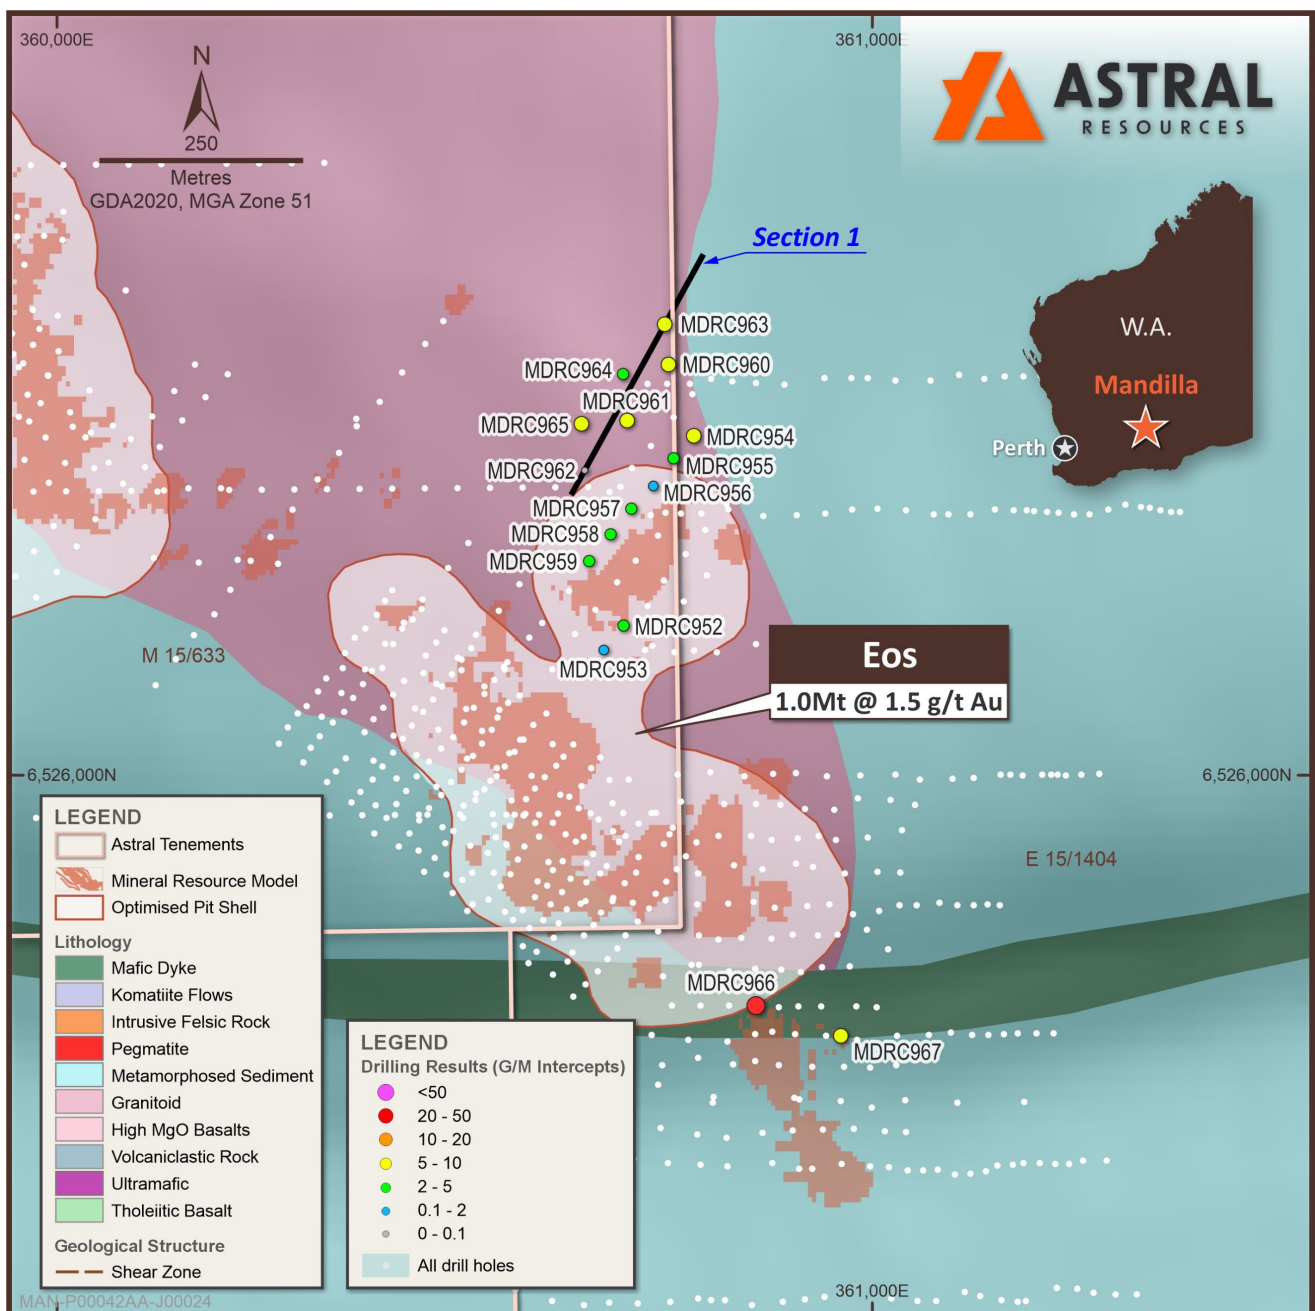 360,000E
361,000E
N
250
Metres
GDA2020, MGA Zone 51
ASTRAL
RESOURCES
Section 1
W.A.
Mandilla
Perth
MDRC963
MDRC960
MDRC964
MDRC961
MDRC965
MDRC954
MDRC955
MDRC962
MDRC956
MDRC957
MDRC958
MDRC959
MDRC952
MDRC953
M 15/633
Eos
1.0Mt @ 1.5 g/t Au
6,526,000N
6,526,000N
E 15/1404
MDRC966
MDRC967
LEGEND
Astral Tenements
Mineral Resource Model
Optimised Pit Shell
Lithology
Mafic Dyke
Komatiite Flows
Intrusive Felsic Rock
Pegmatite
Metamorphosed Sediment
Granitoid
High MgO Basalts
Volcaniclastic Rock
Ultramafic
Tholeiitic Basalt
Geological Structure
Shear Zone
LEGEND
Drilling Results (G/M Intercepts)
<50
20 - 50
10 - 20
5 - 10
2 - 5
0.1 - 2
0 - 0.1
All drill holes
361,000E
MAN-P00042AA-J00024